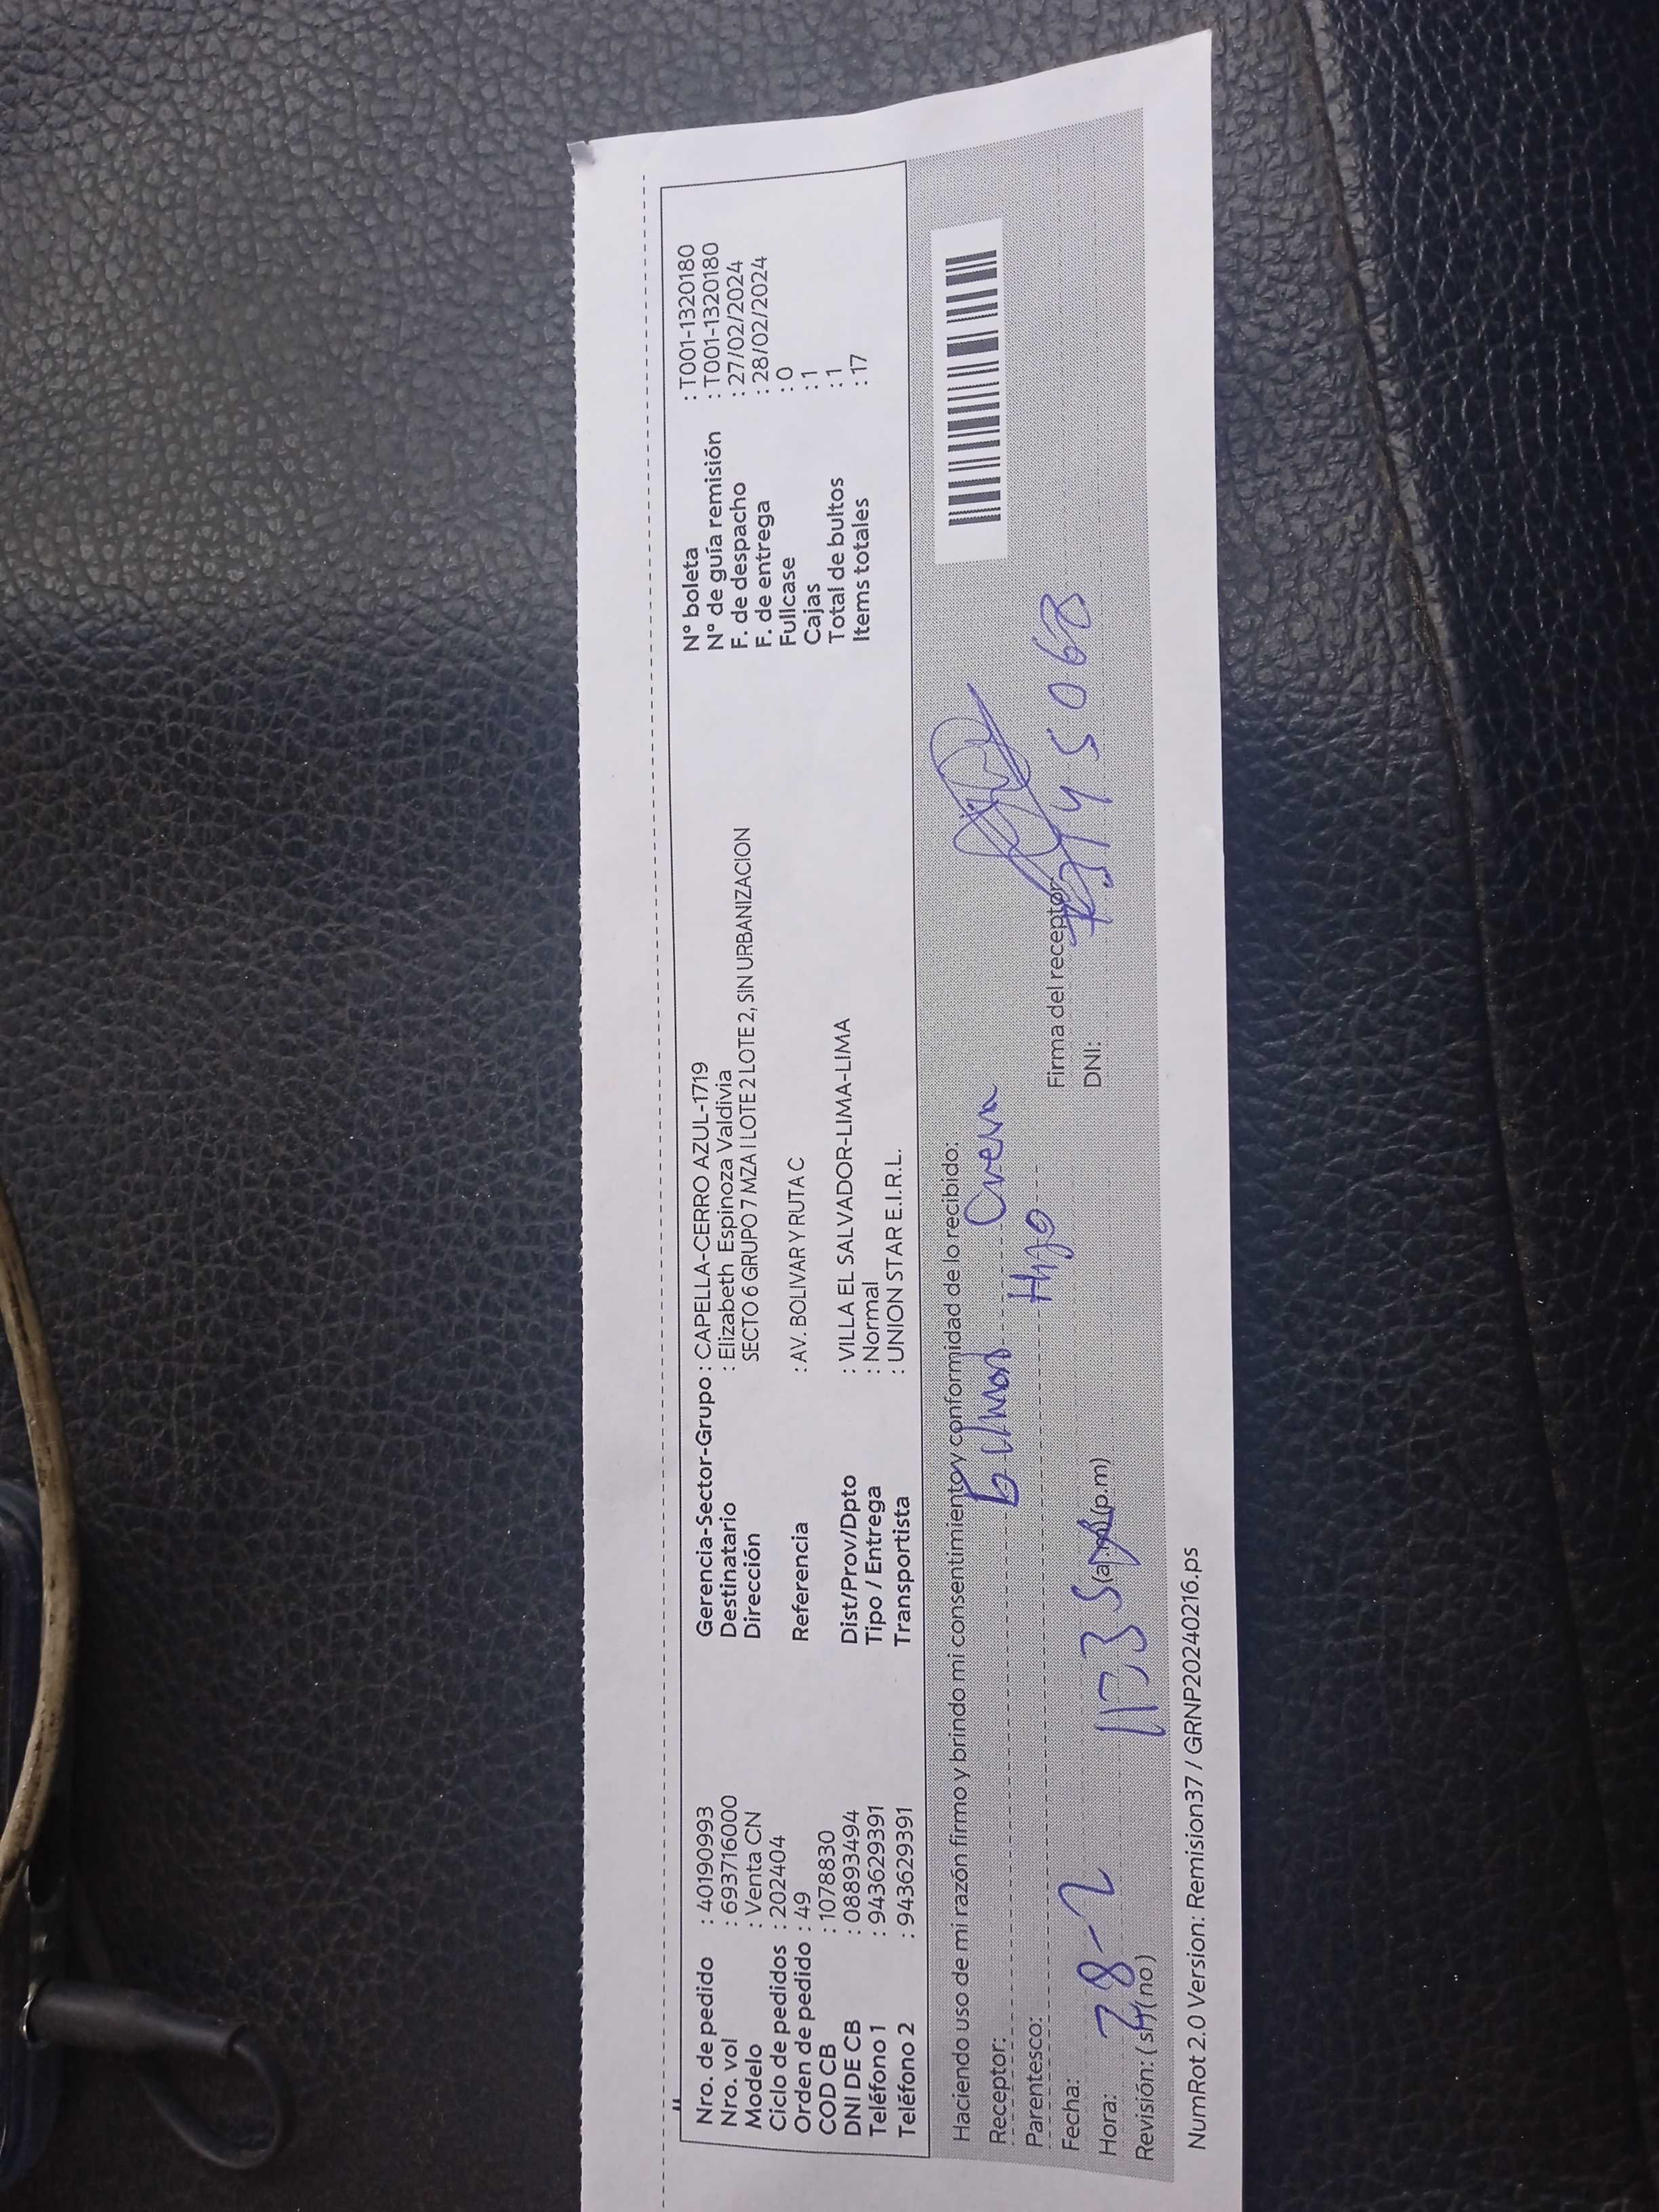 Nro. de pedido : 40190993
Nro. vol : 693716000
Modelo : Venta CN
Ciclo de pedidos : 202404
Orden de pedido : 49
COD CB : 1078830
DNI DE CB : 08893494
Teléfono 1 : 943629391
Teléfono 2 : 943629391
Gerencia-Sector-Grupo : CAPELLA-CERRO AZUL-1719
Destinatario : Elizabeth Espinoza Valdivia
Dirección SECTO 6 GRUPO 7 MZA I LOTE 2 LOTE 2, SIN URBANIZACION
Referencia : AV. BOLIVAR Y RUTA C
Dist/Prov/Dpto : VILLA EL SALVADOR-LIMA-LIMA
Tipo / Entrega : Normal
Transportista : UNION STAR E.I.R.L.
N° boleta : T001-1320180
N° de guía remisión : T001-1320180
F. de despacho : 27/02/2024
F. de entrega : 28/02/2024
Fullcase : 0
Cajas : 1
Total de bultos : 1
Items totales : 17
Haciendo uso de mi razón firmo y brindo mi consentimiento y conformidad de lo recibido:
Receptor:
Parentesco: Hijo
Fecha: 28-2
Hora: (a.m) (p.m)
Revisión: ( si ) ( no )
Firma del receptor:
DNI:
NumRot 2.0 Version: Remision37 / GRNP20240216.ps